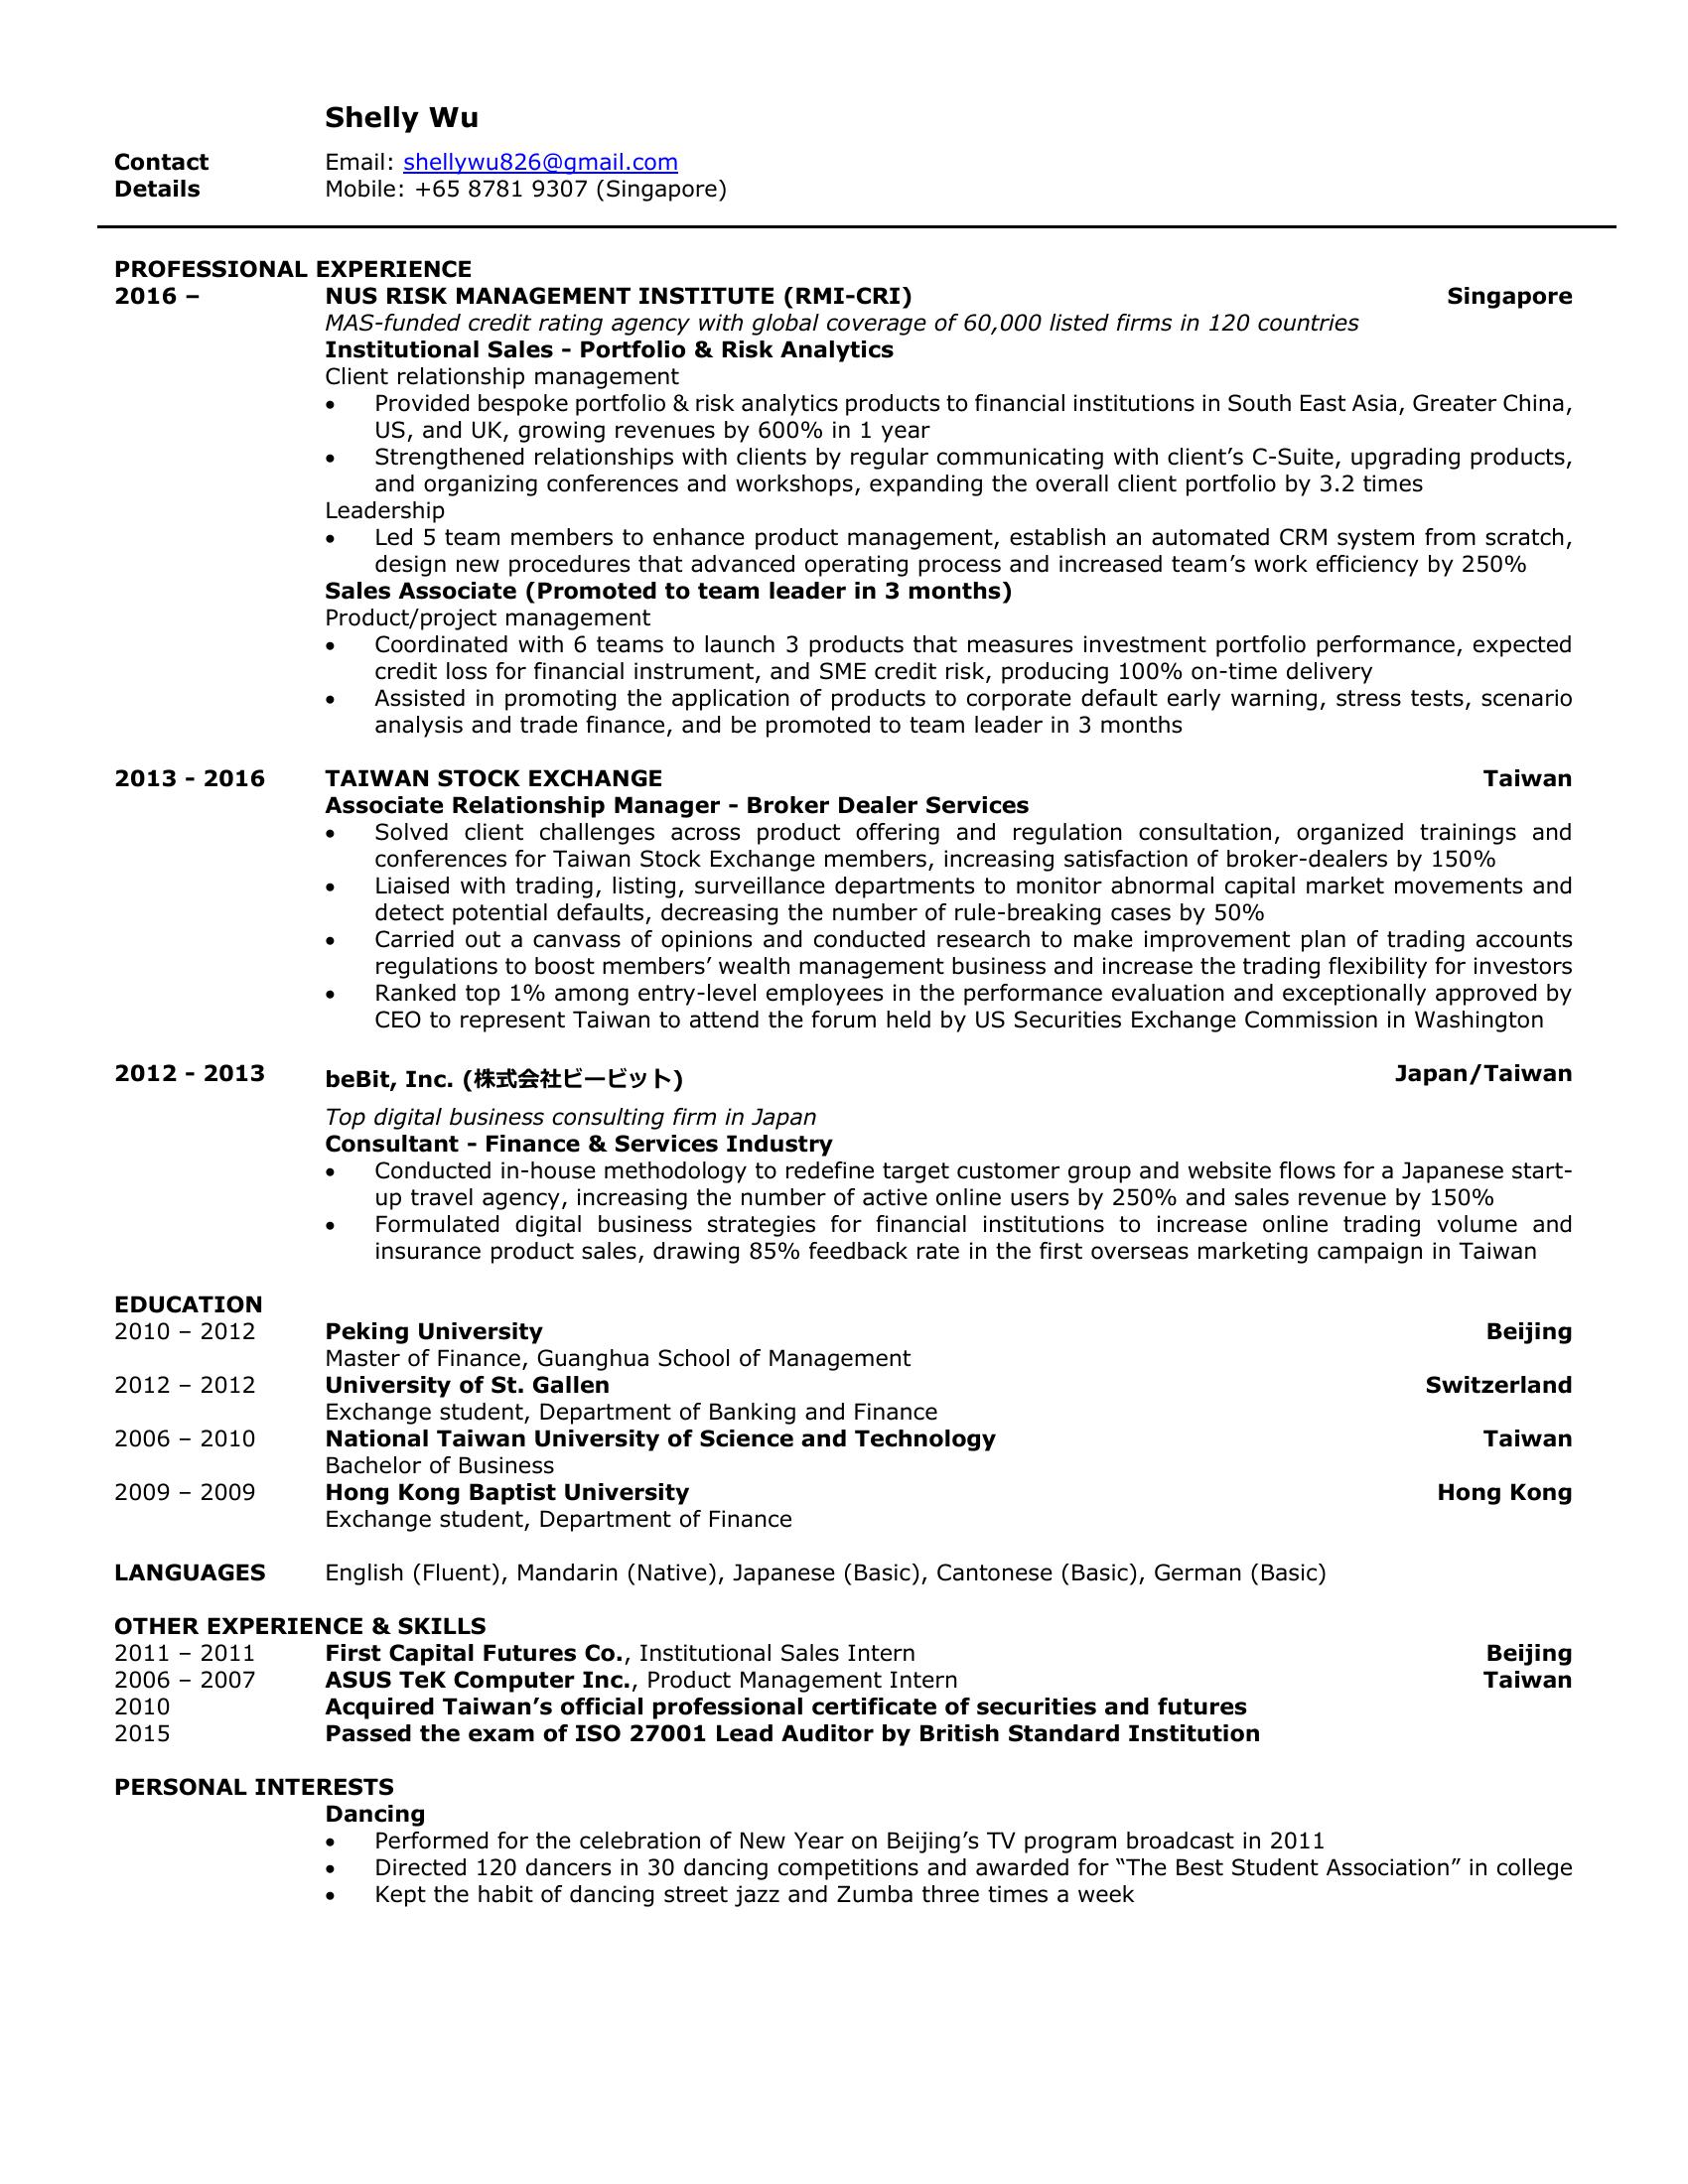 Shelly Wu
Contact Email: shellywu826@gmail.com
Details Mobile: +65 8781 9307 (Singapore)
PROFESSIONAL EXPERIENCE
2016 – NUS RISK MANAGEMENT INSTITUTE (RMI-CRI) Singapore
MAS-funded credit rating agency with global coverage of 60,000 listed firms in 120 countries
Institutional Sales - Portfolio & Risk Analytics
Client relationship management
• Provided bespoke portfolio & risk analytics products to financial institutions in South East Asia, Greater China,
US, and UK, growing revenues by 600% in 1 year
• Strengthened relationships with clients by regular communicating with client’s C-Suite, upgrading products,
and organizing conferences and workshops, expanding the overall client portfolio by 3.2 times
Leadership
• Led 5 team members to enhance product management, establish an automated CRM system from scratch,
design new procedures that advanced operating process and increased team’s work efficiency by 250%
Sales Associate (Promoted to team leader in 3 months)
Product/project management
• Coordinated with 6 teams to launch 3 products that measures investment portfolio performance, expected
credit loss for financial instrument, and SME credit risk, producing 100% on-time delivery
• Assisted in promoting the application of products to corporate default early warning, stress tests, scenario
analysis and trade finance, and be promoted to team leader in 3 months
2013 - 2016 TAIWAN STOCK EXCHANGE Taiwan
Associate Relationship Manager - Broker Dealer Services
• Solved client challenges across product offering and regulation consultation, organized trainings and
conferences for Taiwan Stock Exchange members, increasing satisfaction of broker-dealers by 150%
• Liaised with trading, listing, surveillance departments to monitor abnormal capital market movements and
detect potential defaults, decreasing the number of rule-breaking cases by 50%
• Carried out a canvass of opinions and conducted research to make improvement plan of trading accounts
regulations to boost members’ wealth management business and increase the trading flexibility for investors
• Ranked top 1% among entry-level employees in the performance evaluation and exceptionally approved by
CEO to represent Taiwan to attend the forum held by US Securities Exchange Commission in Washington
2012 - 2013 beBit, Inc. (株式会社ビービット) Japan/Taiwan
Top digital business consulting firm in Japan
Consultant - Finance & Services Industry
• Conducted in-house methodology to redefine target customer group and website flows for a Japanese start-
up travel agency, increasing the number of active online users by 250% and sales revenue by 150%
• Formulated digital business strategies for financial institutions to increase online trading volume and
insurance product sales, drawing 85% feedback rate in the first overseas marketing campaign in Taiwan
EDUCATION
2010 – 2012 Peking University Beijing
Master of Finance, Guanghua School of Management
2012 – 2012 University of St. Gallen Switzerland
Exchange student, Department of Banking and Finance
2006 – 2010 National Taiwan University of Science and Technology Taiwan
Bachelor of Business
2009 – 2009 Hong Kong Baptist University Hong Kong
Exchange student, Department of Finance
LANGUAGES English (Fluent), Mandarin (Native), Japanese (Basic), Cantonese (Basic), German (Basic)
OTHER EXPERIENCE & SKILLS
2011 – 2011 First Capital Futures Co., Institutional Sales Intern Beijing
2006 – 2007 ASUS TeK Computer Inc., Product Management Intern Taiwan
2010 Acquired Taiwan’s official professional certificate of securities and futures
2015 Passed the exam of ISO 27001 Lead Auditor by British Standard Institution
PERSONAL INTERESTS
Dancing
• Performed for the celebration of New Year on Beijing’s TV program broadcast in 2011
• Directed 120 dancers in 30 dancing competitions and awarded for “The Best Student Association” in college
• Kept the habit of dancing street jazz and Zumba three times a week